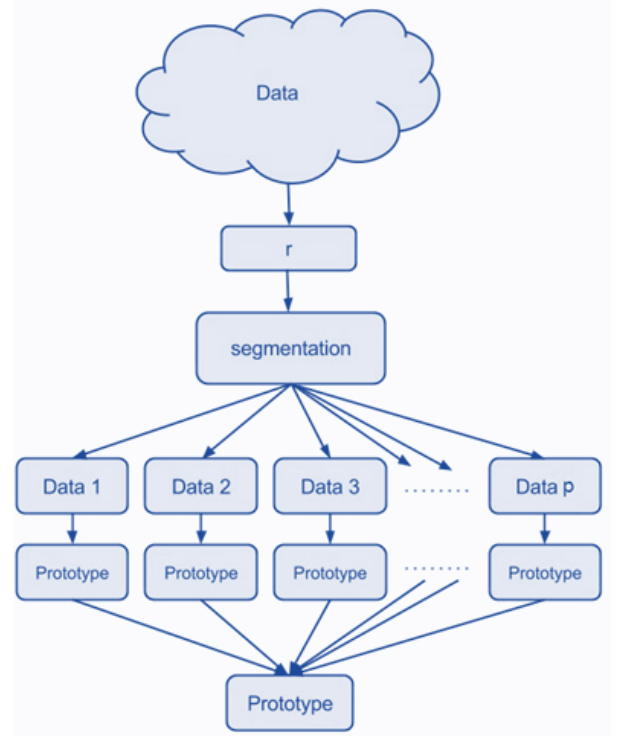 Data
r
segmentation
Data 1 Data 2 Data 3 ......... Data p
Prototype Prototype Prototype ......... Prototype
Prototype